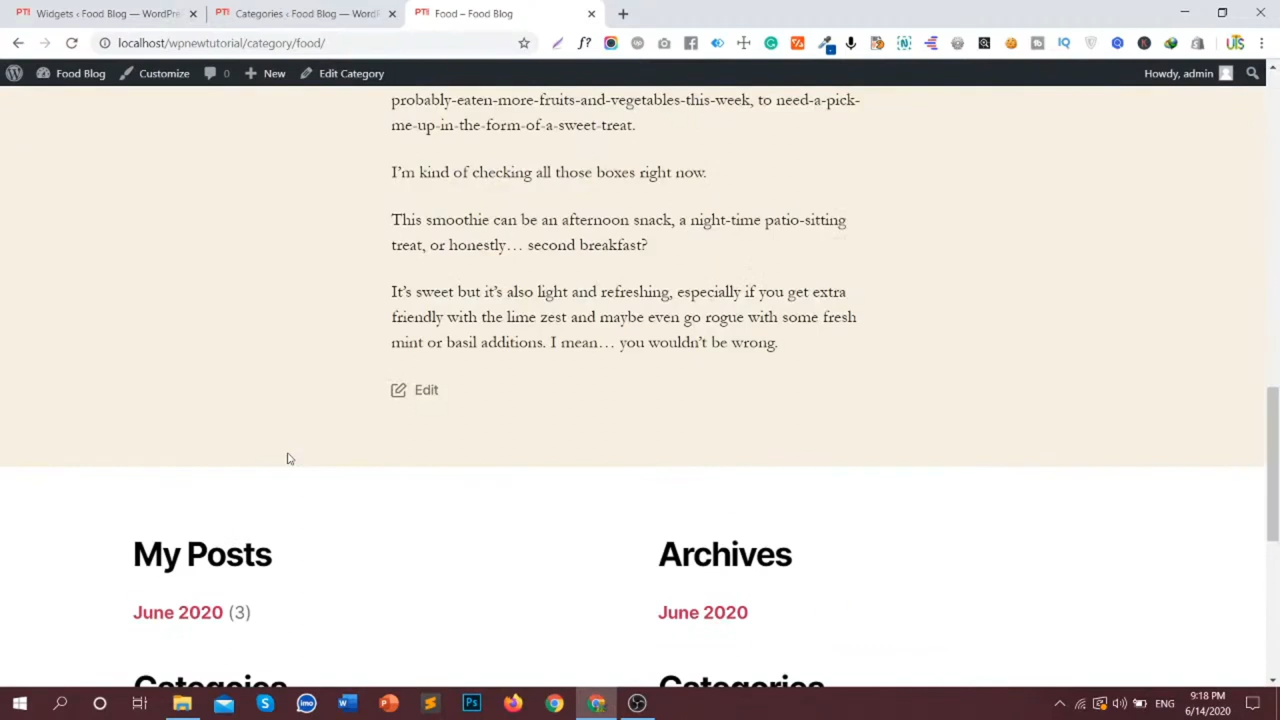 Widgets ‹ Food Blog — WordPre
Categories ‹ Food Blog — WordP
Food – Food Blog
localhost/wpnewtutorial/category/food/
Food Blog
Customize
0
New
Edit Category
Howdy, admin
probably-eaten-more-fruits-and-vegetables-this-week, to need-a-pick-
me-up-in-the-form-of-a-sweet-treat.
I’m kind of checking all those boxes right now.
This smoothie can be an afternoon snack, a night-time patio-sitting
treat, or honestly… second breakfast?
It’s sweet but it’s also light and refreshing, especially if you get extra
friendly with the lime zest and maybe even go rogue with some fresh
mint or basil additions. I mean… you wouldn’t be wrong.
Edit
My Posts
Archives
June 2020 (3)
June 2020
Categoies
Categories
ENG
9:18 PM
6/14/2020